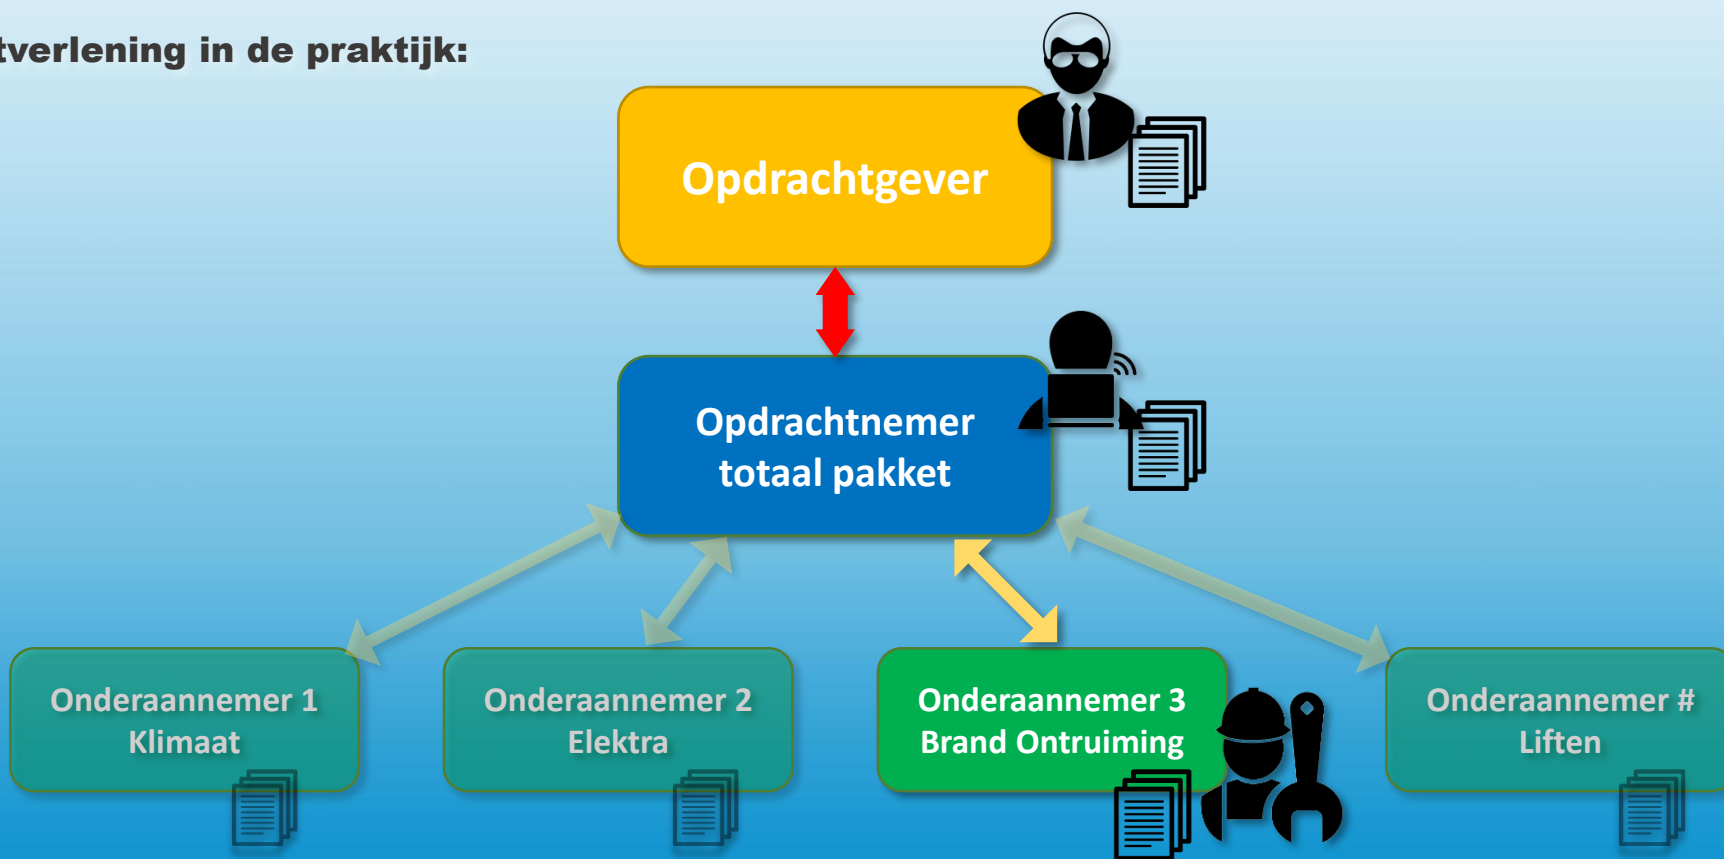 tverlening in de praktijk:
Opdrachtgever
Opdrachtnemer
totaal pakket
Onderaannemer 1
Klimaat
Onderaannemer 2
Elektra
Onderaannemer 3
Brand Ontruiming
Onderaannemer #
Liften